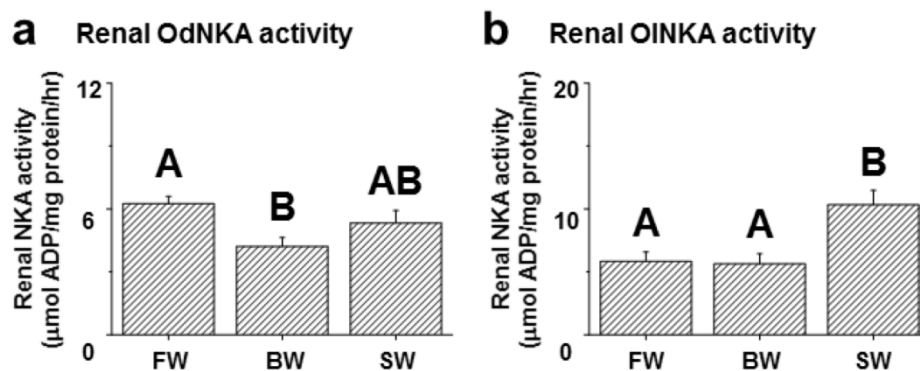 a Renal OdNKA activity
Renal NKA activity
(μmol ADP/mg protein/hr)
12
6
0
A
B
AB
FW BW SW
b Renal OlNKA activity
Renal NKA activity
(μmol ADP/mg protein/hr)
20
10
0
A
A
B
FW BW SW